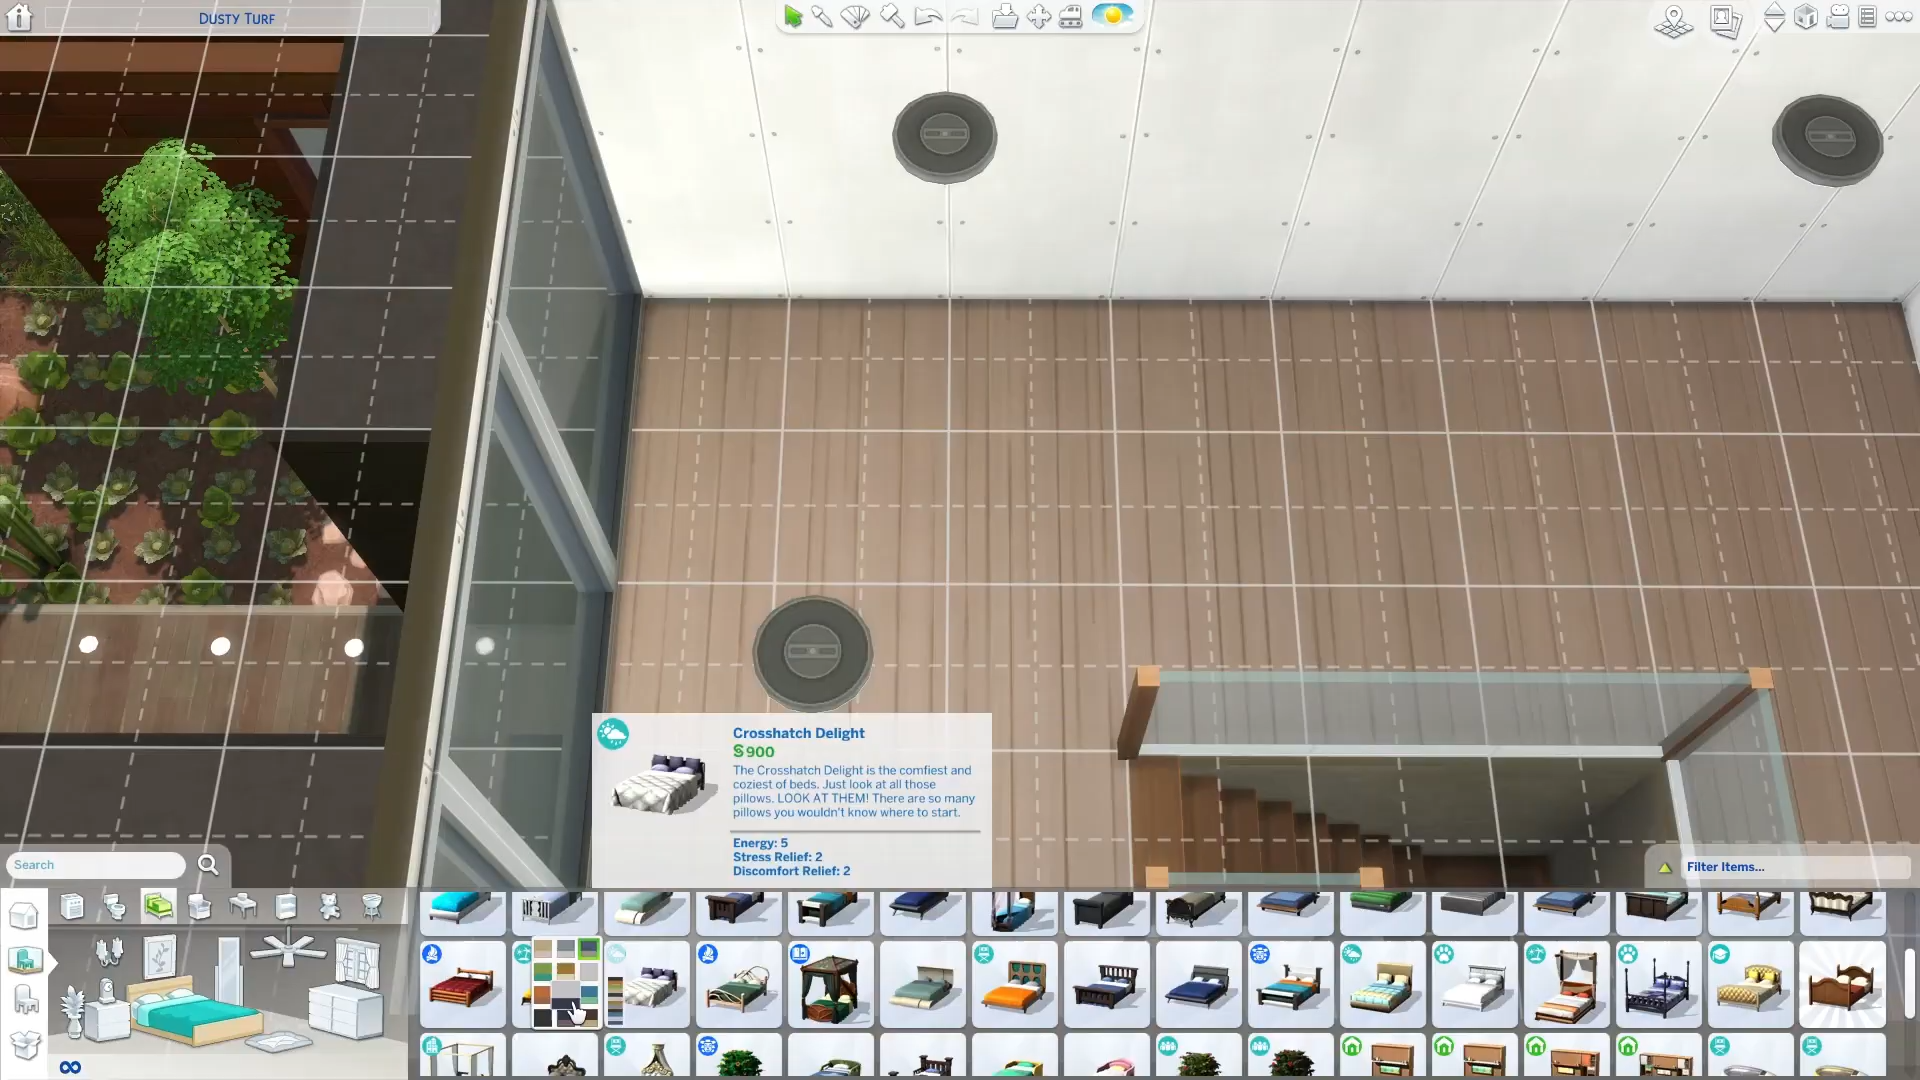 Dusty Turf
Crosshatch Delight
§900
The Crosshatch Delight is the comfiest and
coziest of beds. Just look at all those
pillows. LOOK AT THEM! There are so many
pillows you wouldn't know where to start.
Energy: 5
Stress Relief: 2
Discomfort Relief: 2
Search
Filter Items...